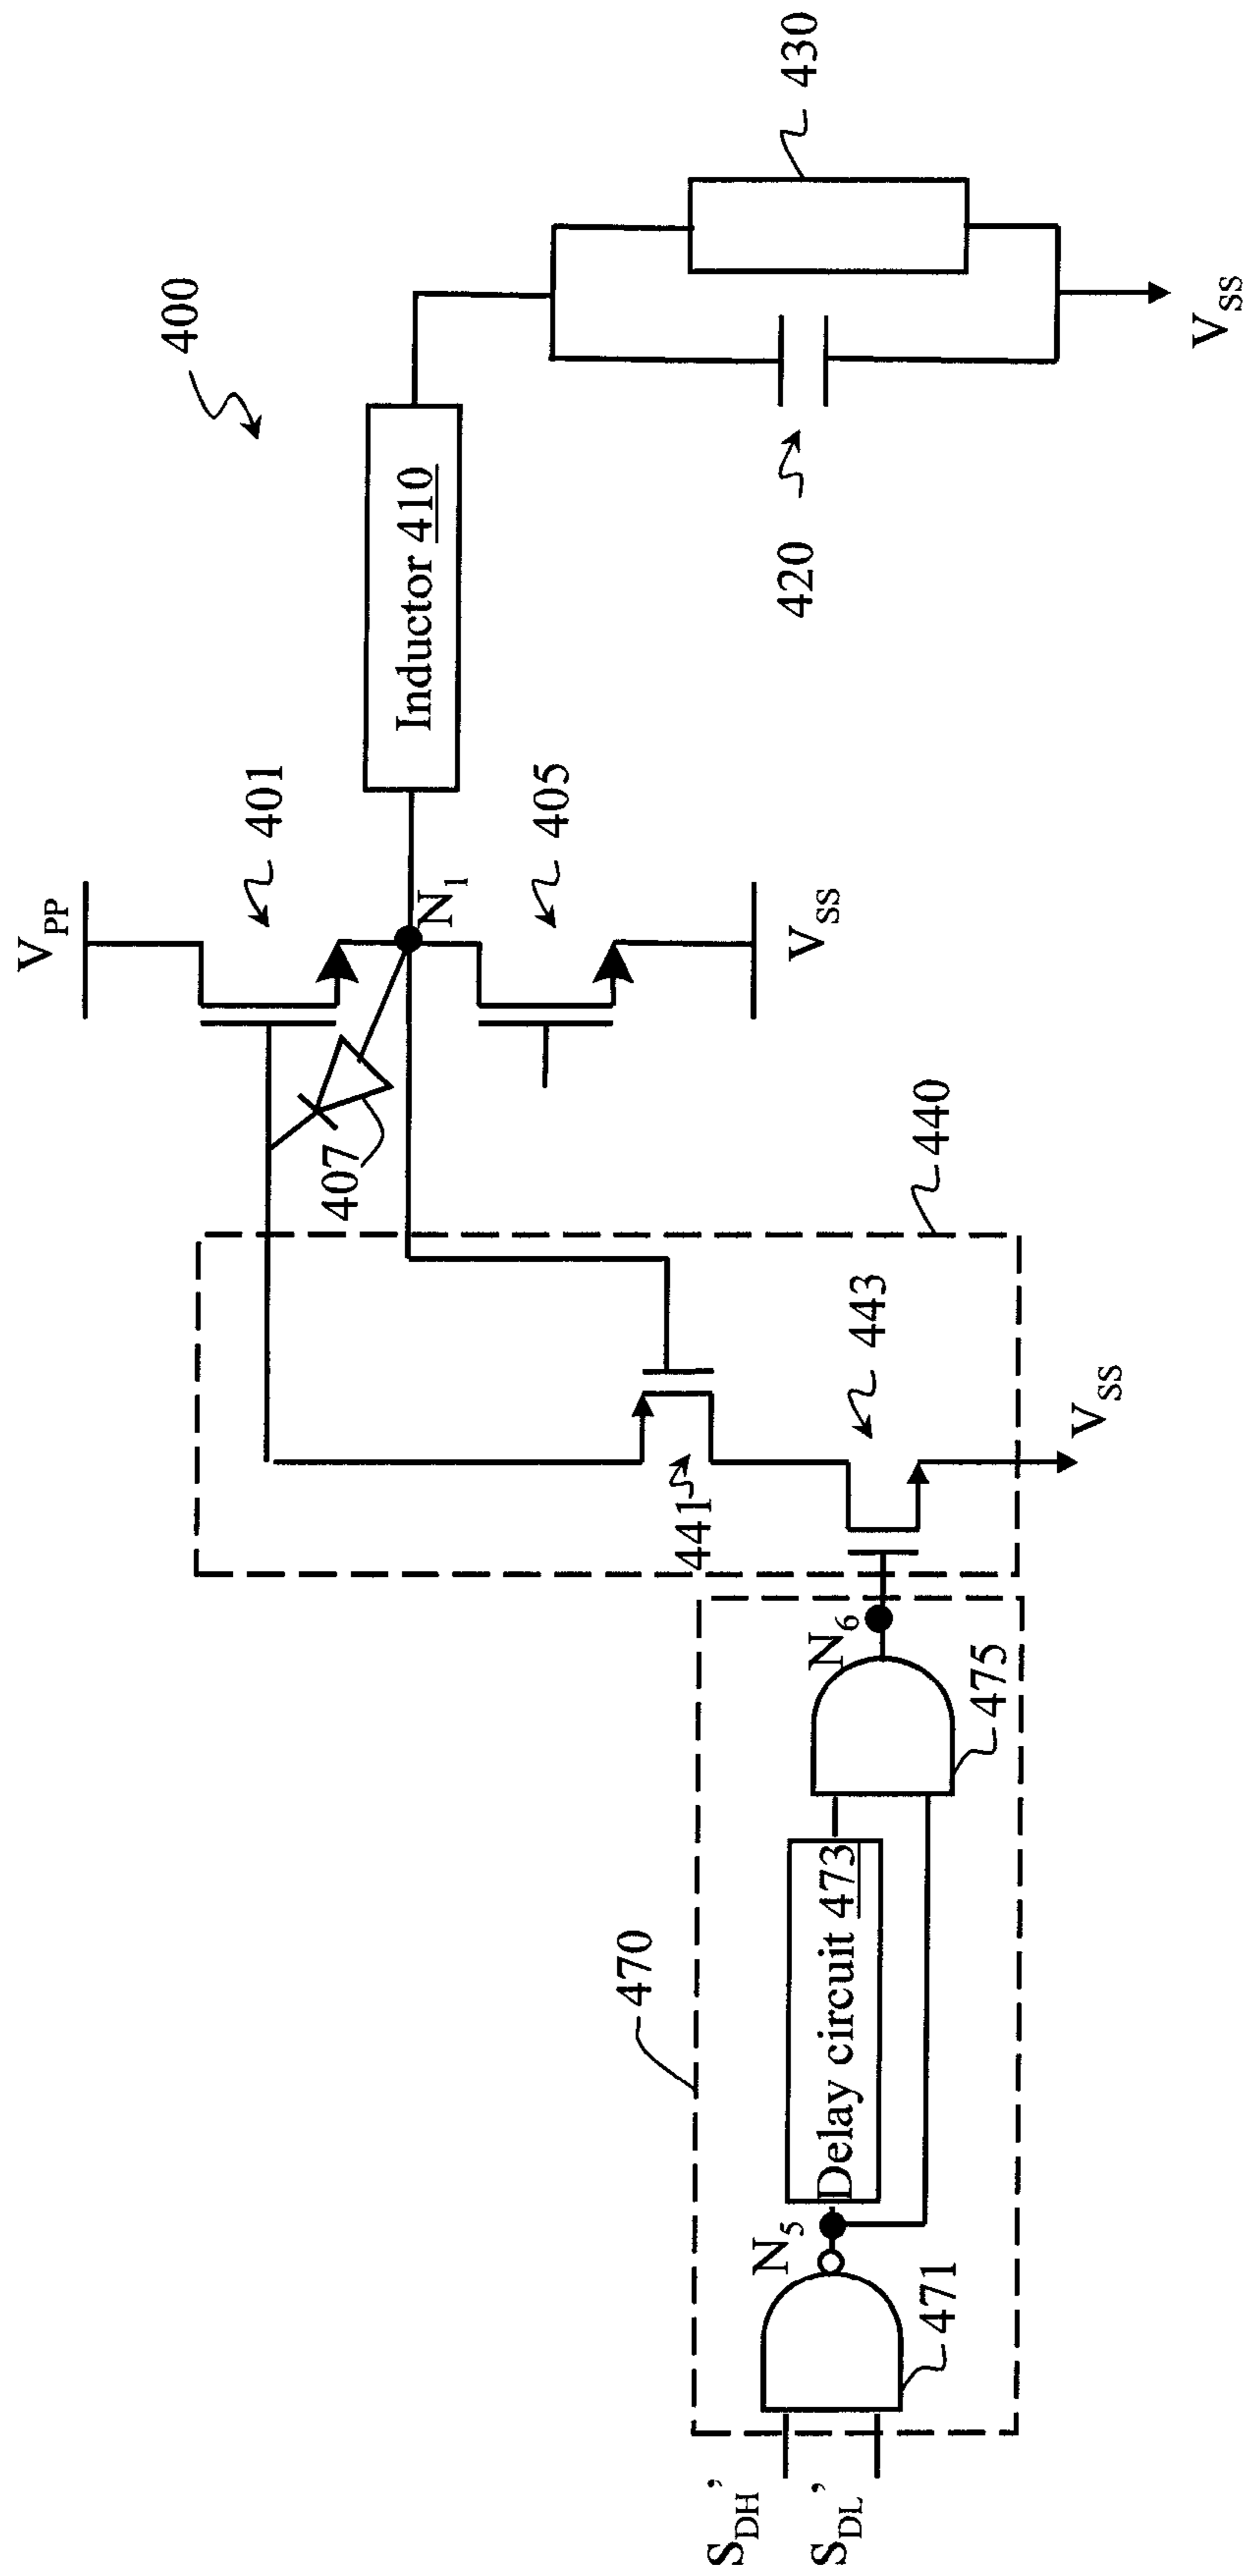 400
V_PP
401
N_1
Inductor 410
405
V_SS
407
430
420
V_SS
440
441
443
V_SS
470
S_DH'
S_DL'
471
N_5
Delay circuit 473
475
N_6